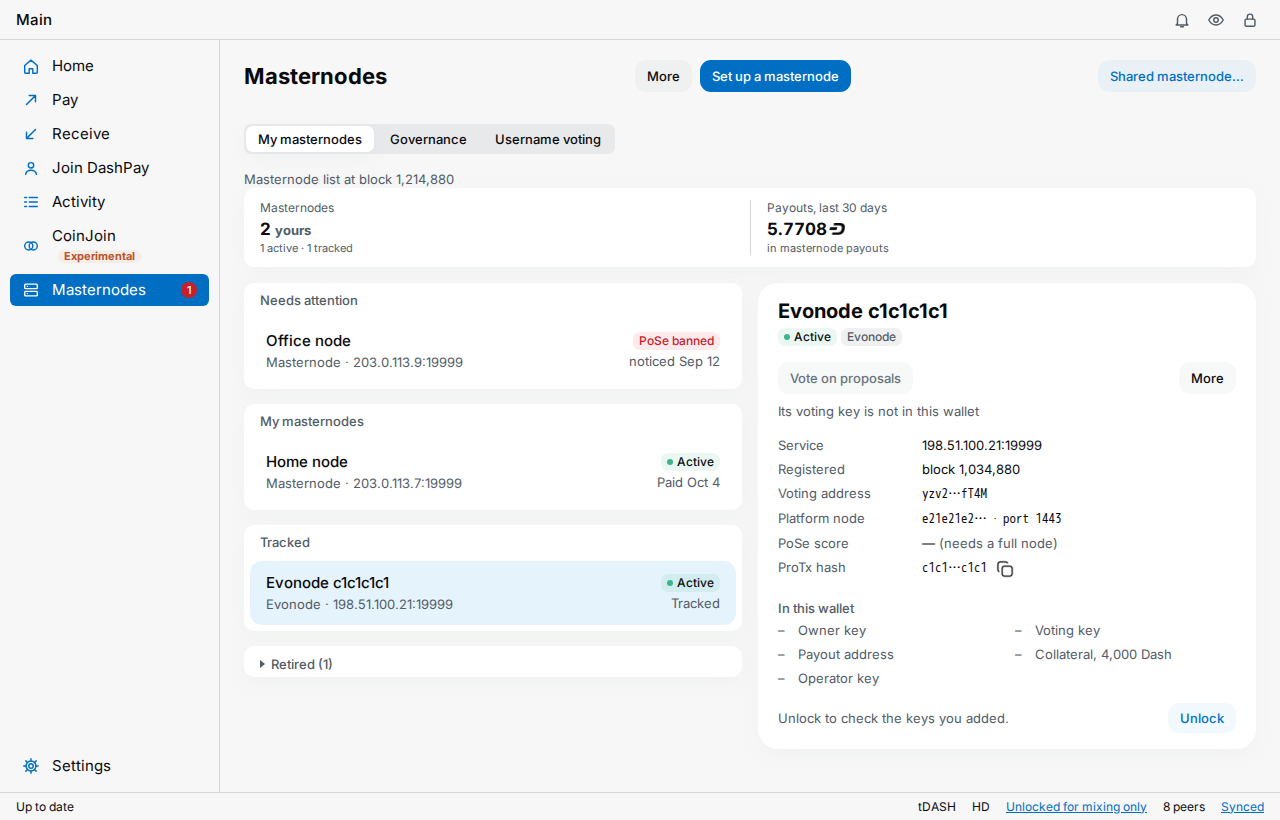 Main
Home
Pay
Receive
Join DashPay
Activity
CoinJoin
Experimental
Masternodes 1
Settings
Masternodes
More
Set up a masternode
Shared masternode...
My masternodes
Governance
Username voting
Masternode list at block 1,214,880
Masternodes
2 yours
1 active · 1 tracked
Payouts, last 30 days
5.7708
in masternode payouts
Needs attention
Office node
PoSe banned
Masternode · 203.0.113.9:19999
noticed Sep 12
My masternodes
Home node
Active
Masternode · 203.0.113.7:19999
Paid Oct 4
Tracked
Evonode c1c1c1c1
Active
Evonode · 198.51.100.21:19999
Tracked
Retired (1)
Evonode c1c1c1c1
Active
Evonode
Vote on proposals
More
Its voting key is not in this wallet
Service 198.51.100.21:19999
Registered block 1,034,880
Voting address yzv2⋯fT4M
Platform node e21e21e2⋯ · port 1443
PoSe score — (needs a full node)
ProTx hash c1c1⋯c1c1
In this wallet
– Owner key
– Voting key
– Payout address
– Collateral, 4,000 Dash
– Operator key
Unlock to check the keys you added.
Unlock
Up to date
tDASH
HD
Unlocked for mixing only
8 peers
Synced